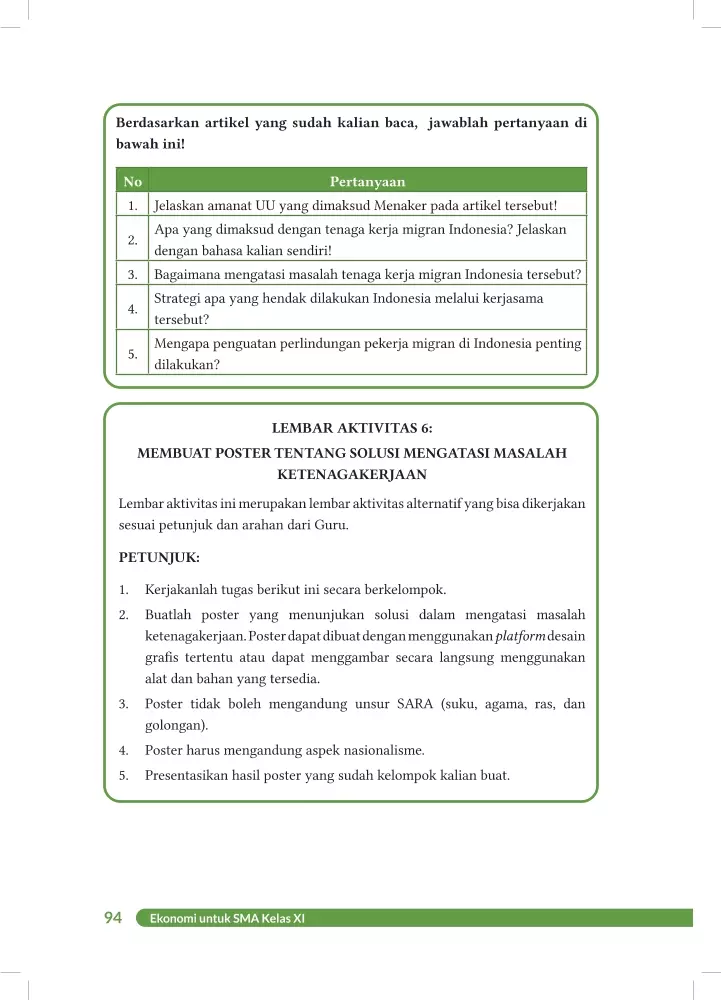 Berdasarkan artikel yang sudah kalian baca, jawablah pertanyaan di
bawah ini!
No Pertanyaan
1. Jelaskan amanat UU yang dimaksud Menaker pada artikel tersebut!
2. Apa yang dimaksud dengan tenaga kerja migran Indonesia? Jelaskan
dengan bahasa kalian sendiri!
3. Bagaimana mengatasi masalah tenaga kerja migran Indonesia tersebut?
4. Strategi apa yang hendak dilakukan Indonesia melalui kerjasama
tersebut?
5. Mengapa penguatan perlindungan pekerja migran di Indonesia penting
dilakukan?
LEMBAR AKTIVITAS 6:
MEMBUAT POSTER TENTANG SOLUSI MENGATASI MASALAH
KETENAGAKERJAAN
Lembar aktivitas ini merupakan lembar aktivitas alternatif yang bisa dikerjakan
sesuai petunjuk dan arahan dari Guru.
PETUNJUK:
1. Kerjakanlah tugas berikut ini secara berkelompok.
2. Buatlah poster yang menunjukan solusi dalam mengatasi masalah
ketenagakerjaan. Poster dapat dibuat dengan menggunakan platform desain
grafis tertentu atau dapat menggambar secara langsung menggunakan
alat dan bahan yang tersedia.
3. Poster tidak boleh mengandung unsur SARA (suku, agama, ras, dan
golongan).
4. Poster harus mengandung aspek nasionalisme.
5. Presentasikan hasil poster yang sudah kelompok kalian buat.
94 Ekonomi untuk SMA Kelas XI